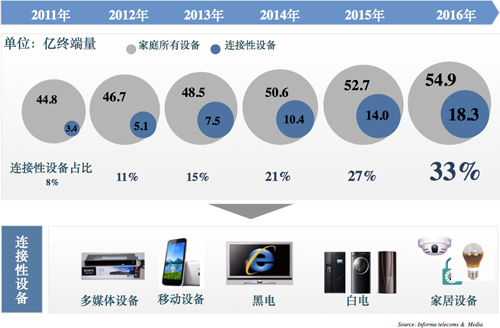 2011年 2012年 2013年 2014年 2015年 2016年
单位：亿终端量 家庭所有设备 连接性设备
44.8 46.7 48.5 50.6 52.7 54.9
3.4 5.1 7.5 10.4 14.0 18.3
连接性设备占比
8% 11% 15% 21% 27% 33%
连接性设备
多媒体设备 移动设备 黑电 白电 家居设备
Source: Informa telecoms & Media